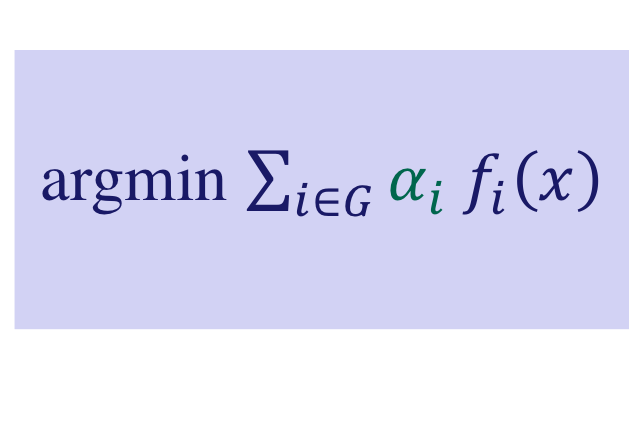 argmin ∑_{i∈G} α_i f_i(x)